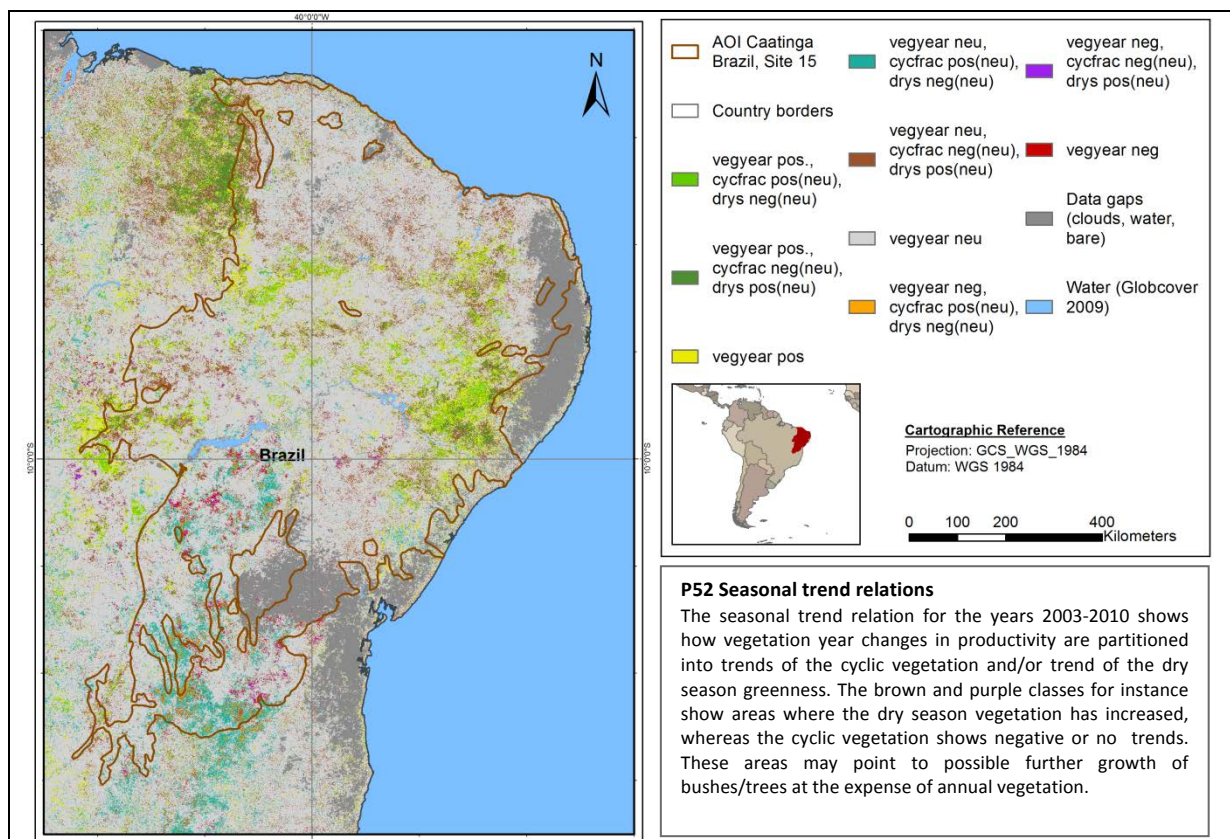 40°0'0"W
N
10°0'0"S
Brazil
10°0'0"S
AOI Caatinga
Brazil, Site 15
Country borders
vegyear pos.,
cycfrac pos(neu),
drys neg(neu)
vegyear pos.,
cycfrac neg(neu),
drys pos(neu)
vegyear pos
vegyear neu,
cycfrac pos(neu),
drys neg(neu)
vegyear neu,
cycfrac neg(neu),
drys pos(neu)
vegyear neu
vegyear neg,
cycfrac pos(neu),
drys neg(neu)
vegyear neg,
cycfrac neg(neu),
drys pos(neu)
vegyear neg
Data gaps
(clouds, water,
bare)
Water (Globcover
2009)
Cartographic Reference
Projection: GCS_WGS_1984
Datum: WGS 1984
0 100 200 400
Kilometers
P52 Seasonal trend relations
The seasonal trend relation for the years 2003-2010 shows
how vegetation year changes in productivity are partitioned
into trends of the cyclic vegetation and/or trend of the dry
season greenness. The brown and purple classes for instance
show areas where the dry season vegetation has increased,
whereas the cyclic vegetation shows negative or no trends.
These areas may point to possible further growth of
bushes/trees at the expense of annual vegetation.